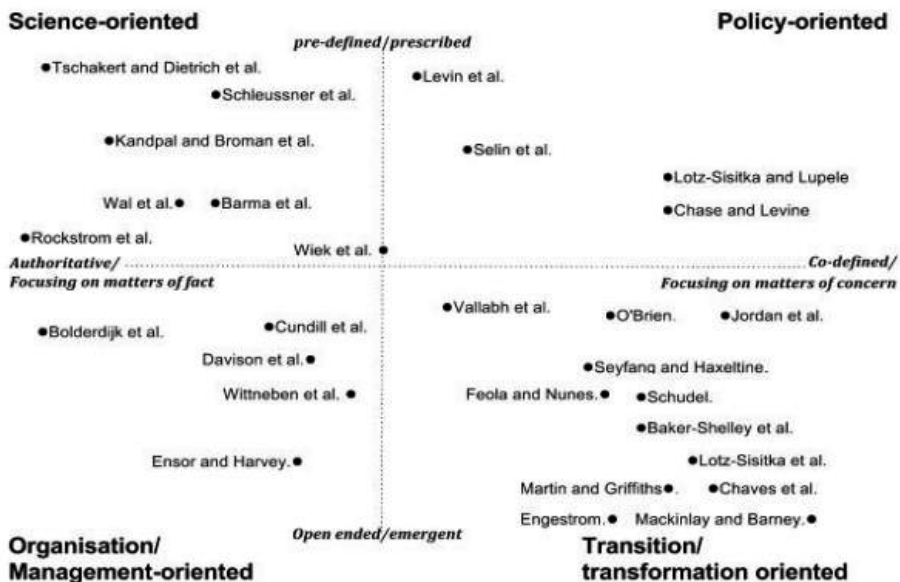 Science-oriented
Policy-oriented
pre-defined/prescribed
Tschakert and Dietrich et al.
Levin et al.
Schleussner et al.
Kandpal and Broman et al.
Selin et al.
Lotz-Sisitka and Lupele
Wal et al.
Barma et al.
Chase and Levine
Rockstrom et al.
Wiek et al.
Authoritative/
Co-defined/
Focusing on matters of fact
Focusing on matters of concern
Vallabh et al.
O'Brien.
Jordan et al.
Bolderdijk et al.
Cundill et al.
Davison et al.
Seyfang and Haxeltine.
Wittneben et al.
Feola and Nunes.
Schudel.
Baker-Shelley et al.
Ensor and Harvey.
Lotz-Sisitka et al.
Martin and Griffiths.
Chaves et al.
Engestrom.
Mackinlay and Barney.
Open ended/emergent
Organisation/
Management-oriented
Transition/
transformation oriented